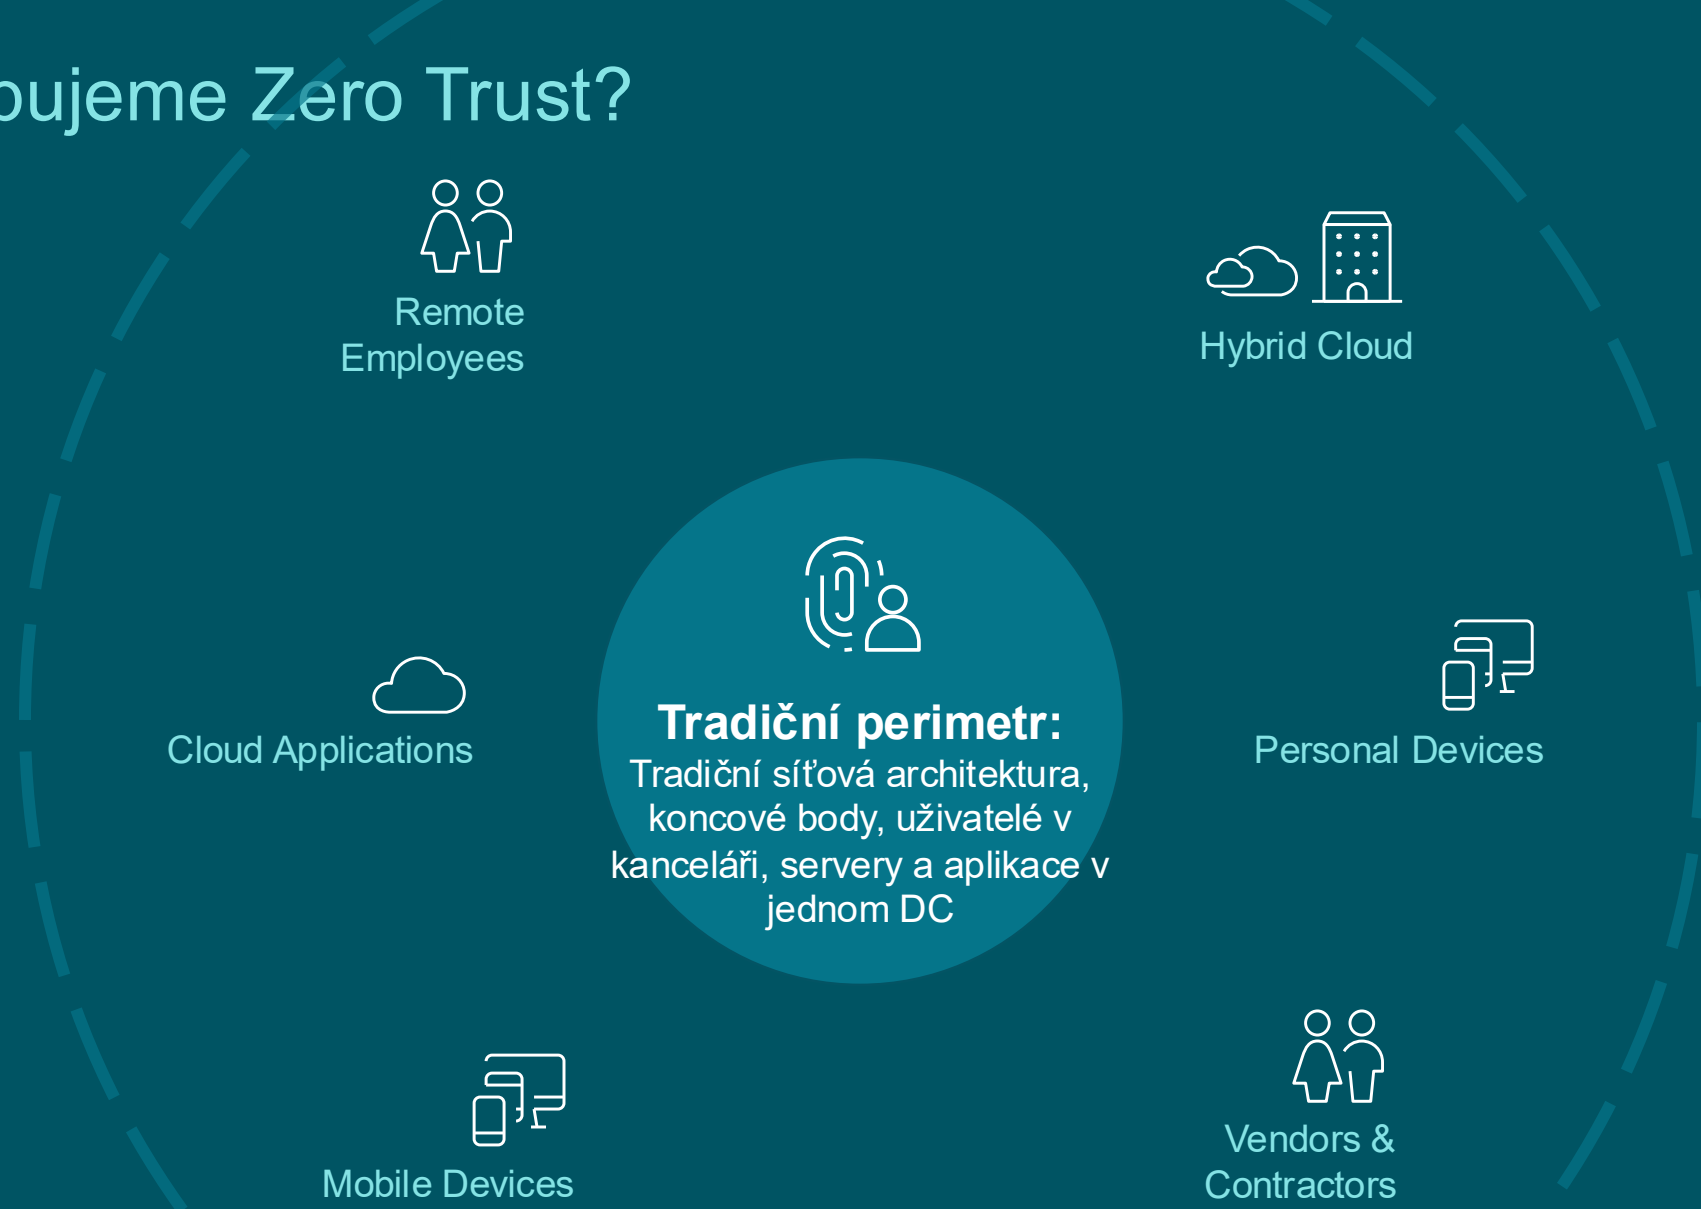 bujeme Zero Trust?
Remote
Employees
Hybrid Cloud
Tradiční perimetr:
Tradiční síťová architektura,
koncové body, uživatelé v
kanceláři, servery a aplikace v
jednom DC
Cloud Applications
Personal Devices
Mobile Devices
Vendors &
Contractors